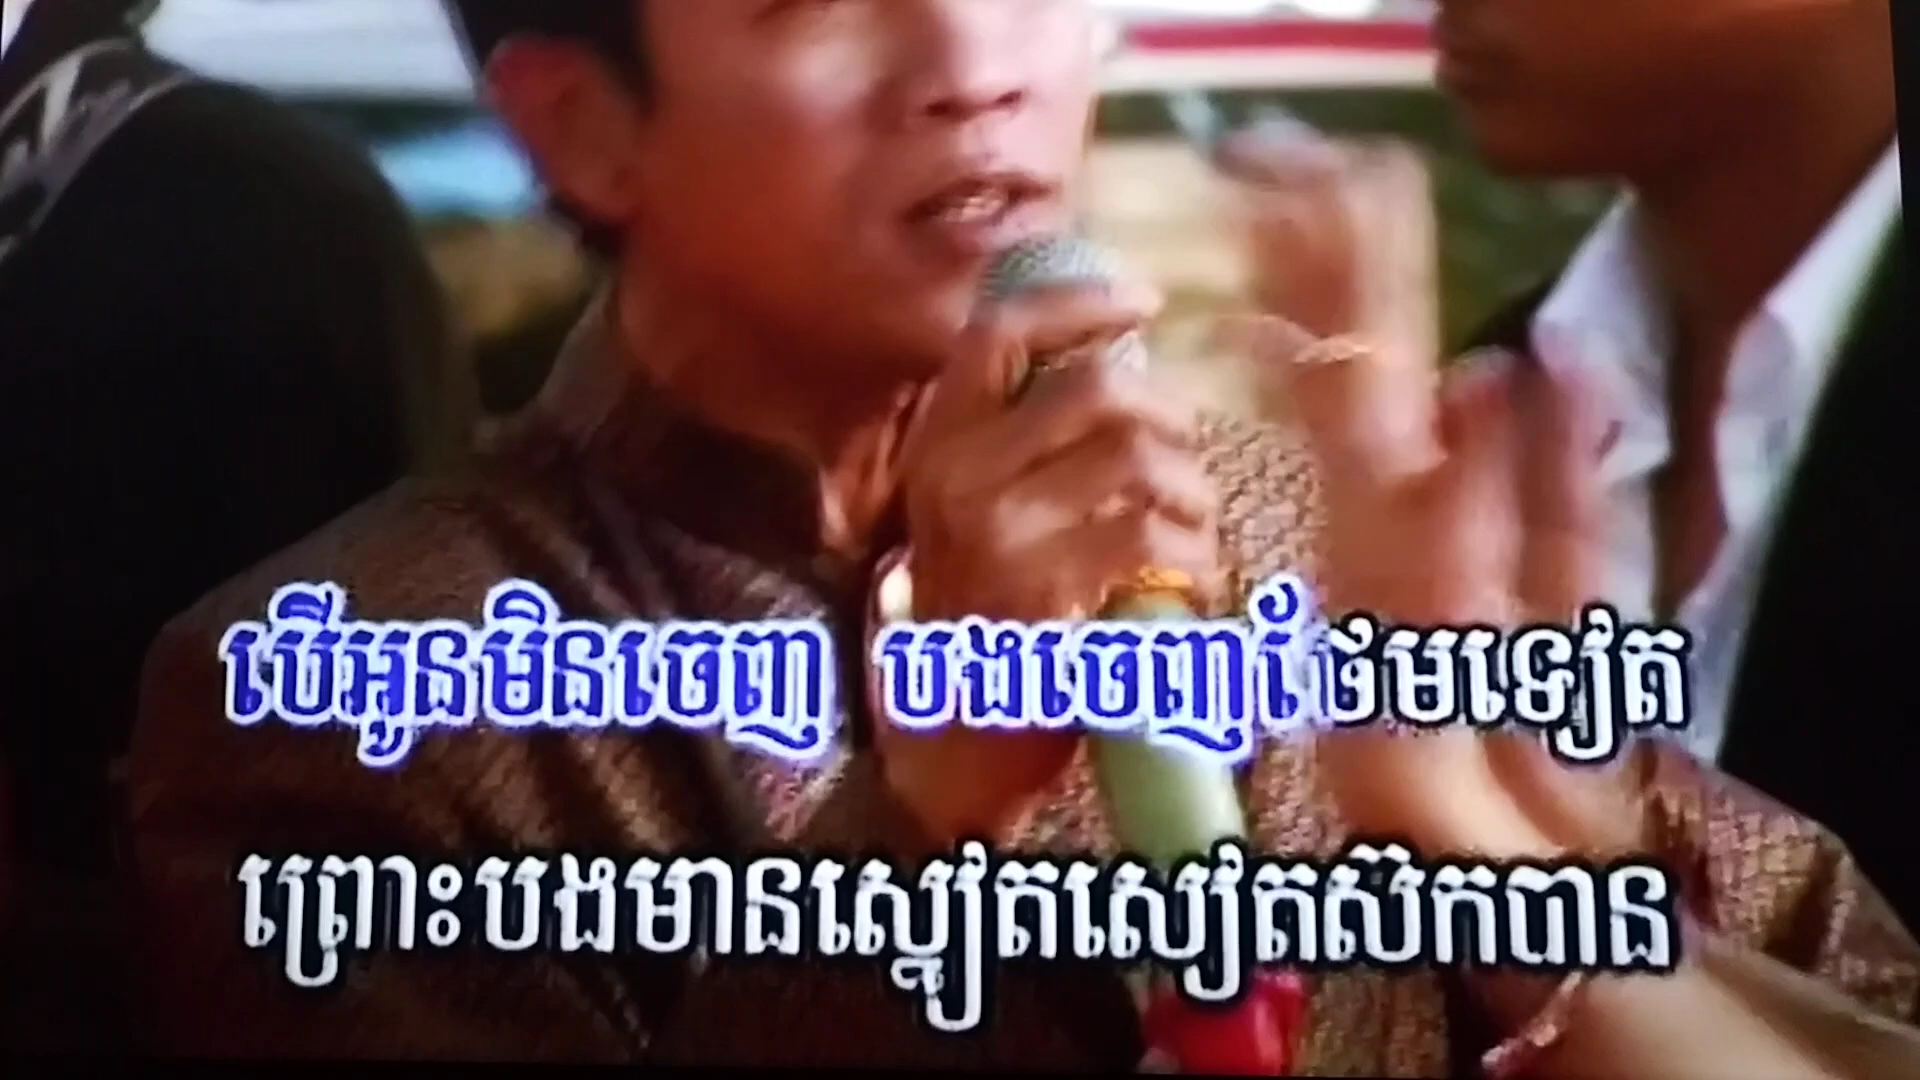 បើអូនមិនចេញ បងចេញថែមទៀត
ព្រោះបងមានស្នៀតសៀតស៊កបាន